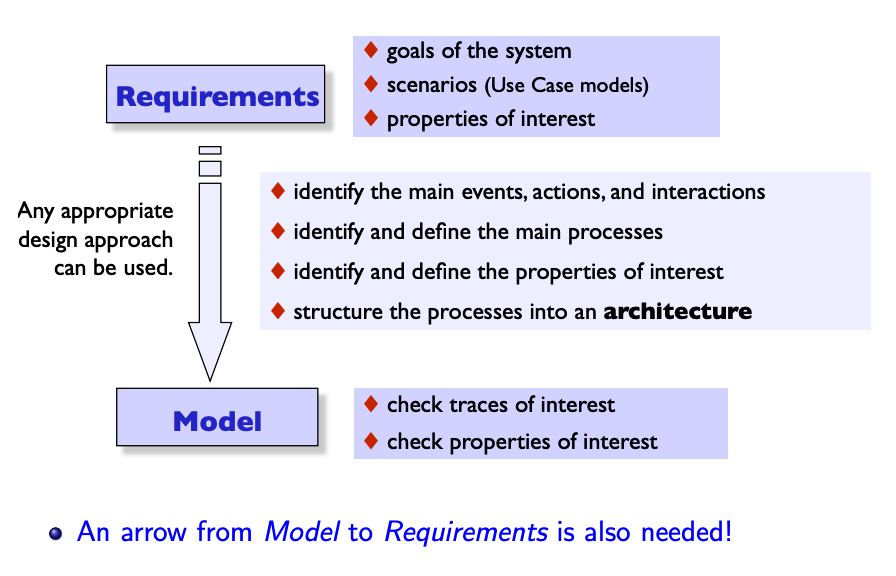 Requirements
goals of the system
scenarios (Use Case models)
properties of interest
Any appropriate
design approach
can be used.
identify the main events, actions, and interactions
identify and define the main processes
identify and define the properties of interest
structure the processes into an architecture
Model
check traces of interest
check properties of interest
An arrow from Model to Requirements is also needed!